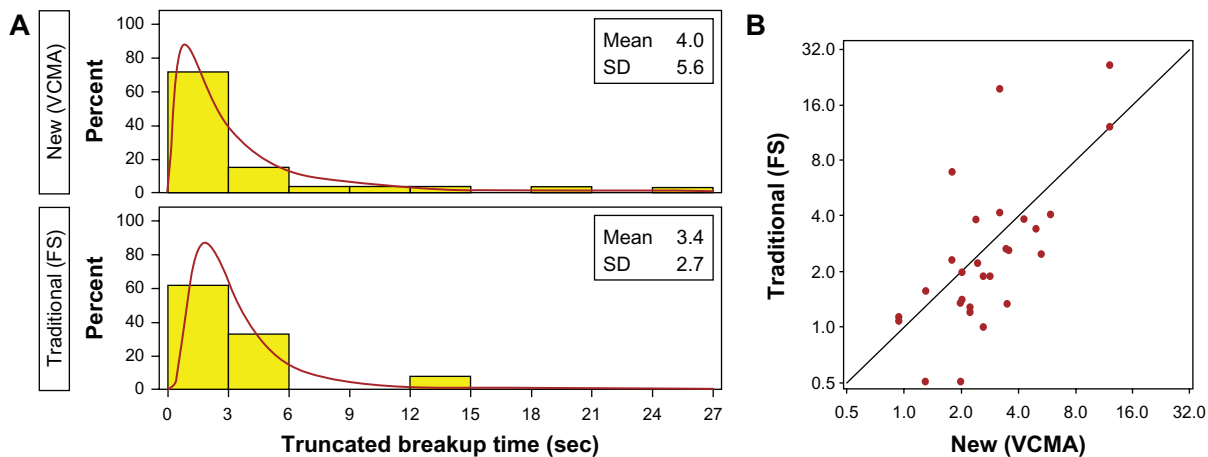 A
New (VCMA)
Percent
100
80
60
40
20
0
Mean 4.0
SD 5.6
Traditional (FS)
Percent
100
80
60
40
20
0
Mean 3.4
SD 2.7
0 3 6 9 12 15 18 21 24 27
Truncated breakup time (sec)
B
Traditional (FS)
32.0
16.0
8.0
4.0
2.0
1.0
0.5
0.5 1.0 2.0 4.0 8.0 16.0 32.0
New (VCMA)